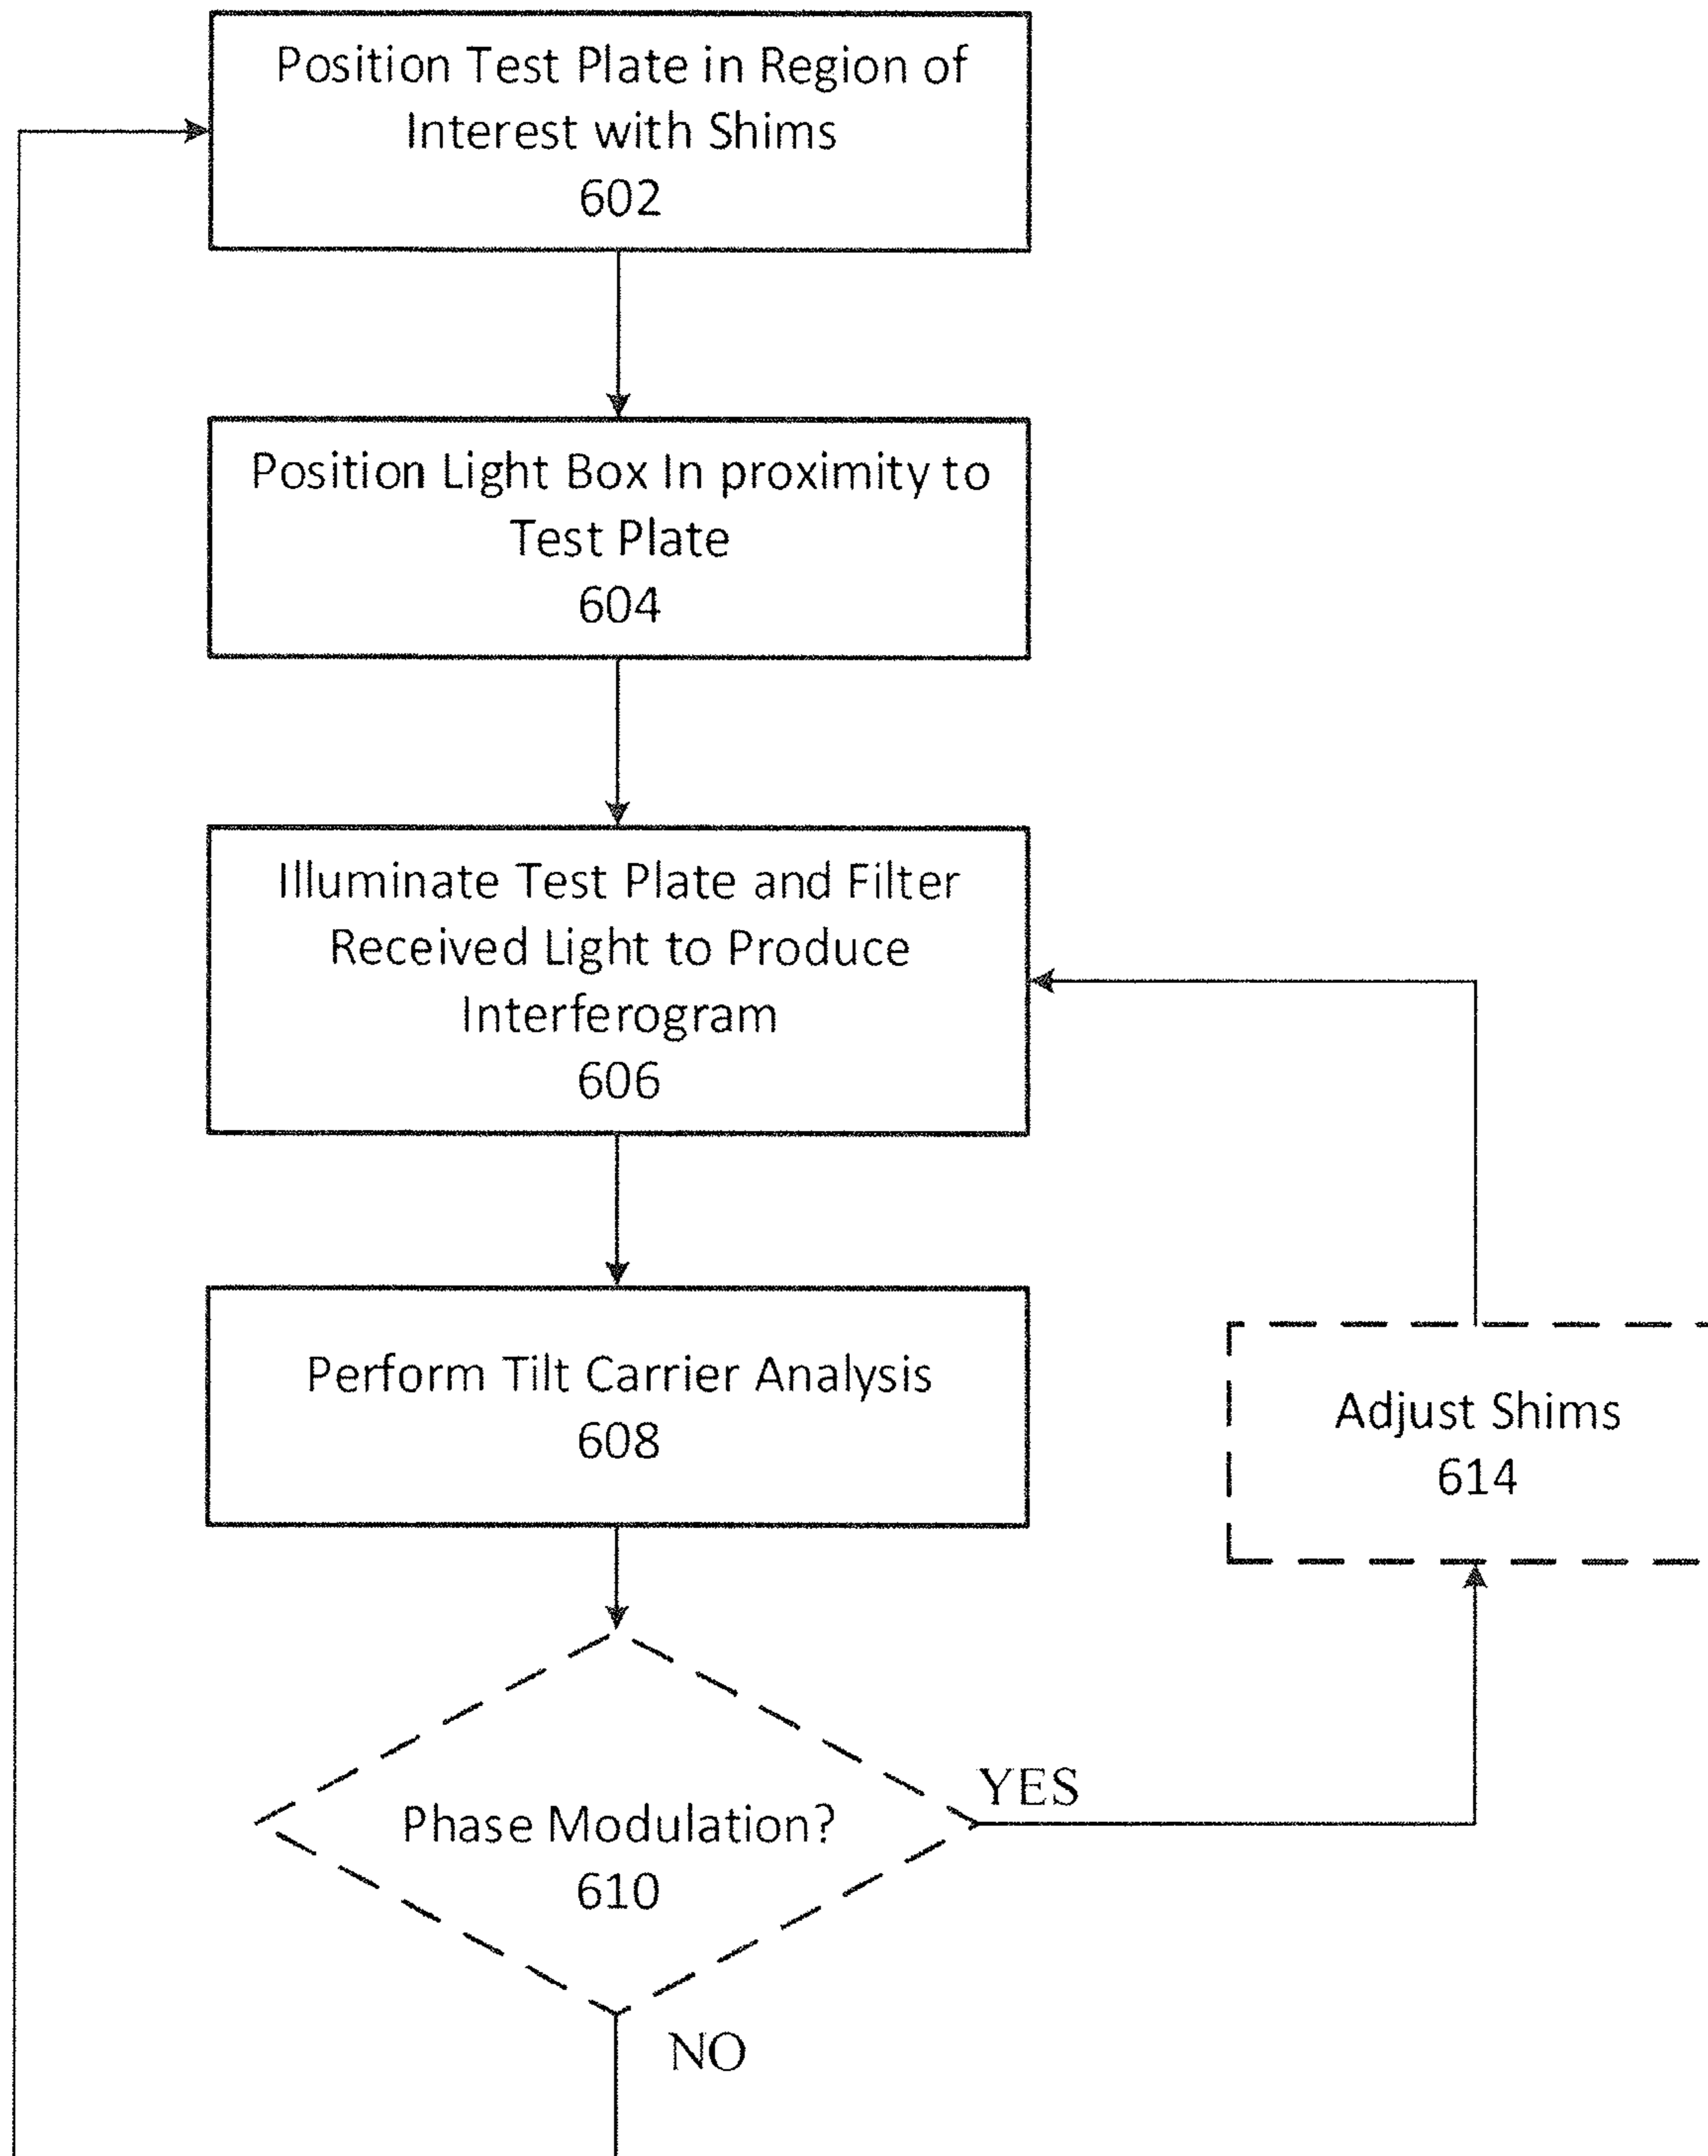 Position Test Plate in Region of
Interest with Shims
602
Position Light Box In proximity to
Test Plate
604
Illuminate Test Plate and Filter
Received Light to Produce
Interferogram
606
Perform Tilt Carrier Analysis
608
Adjust Shims
614
Phase Modulation?
610
YES
NO